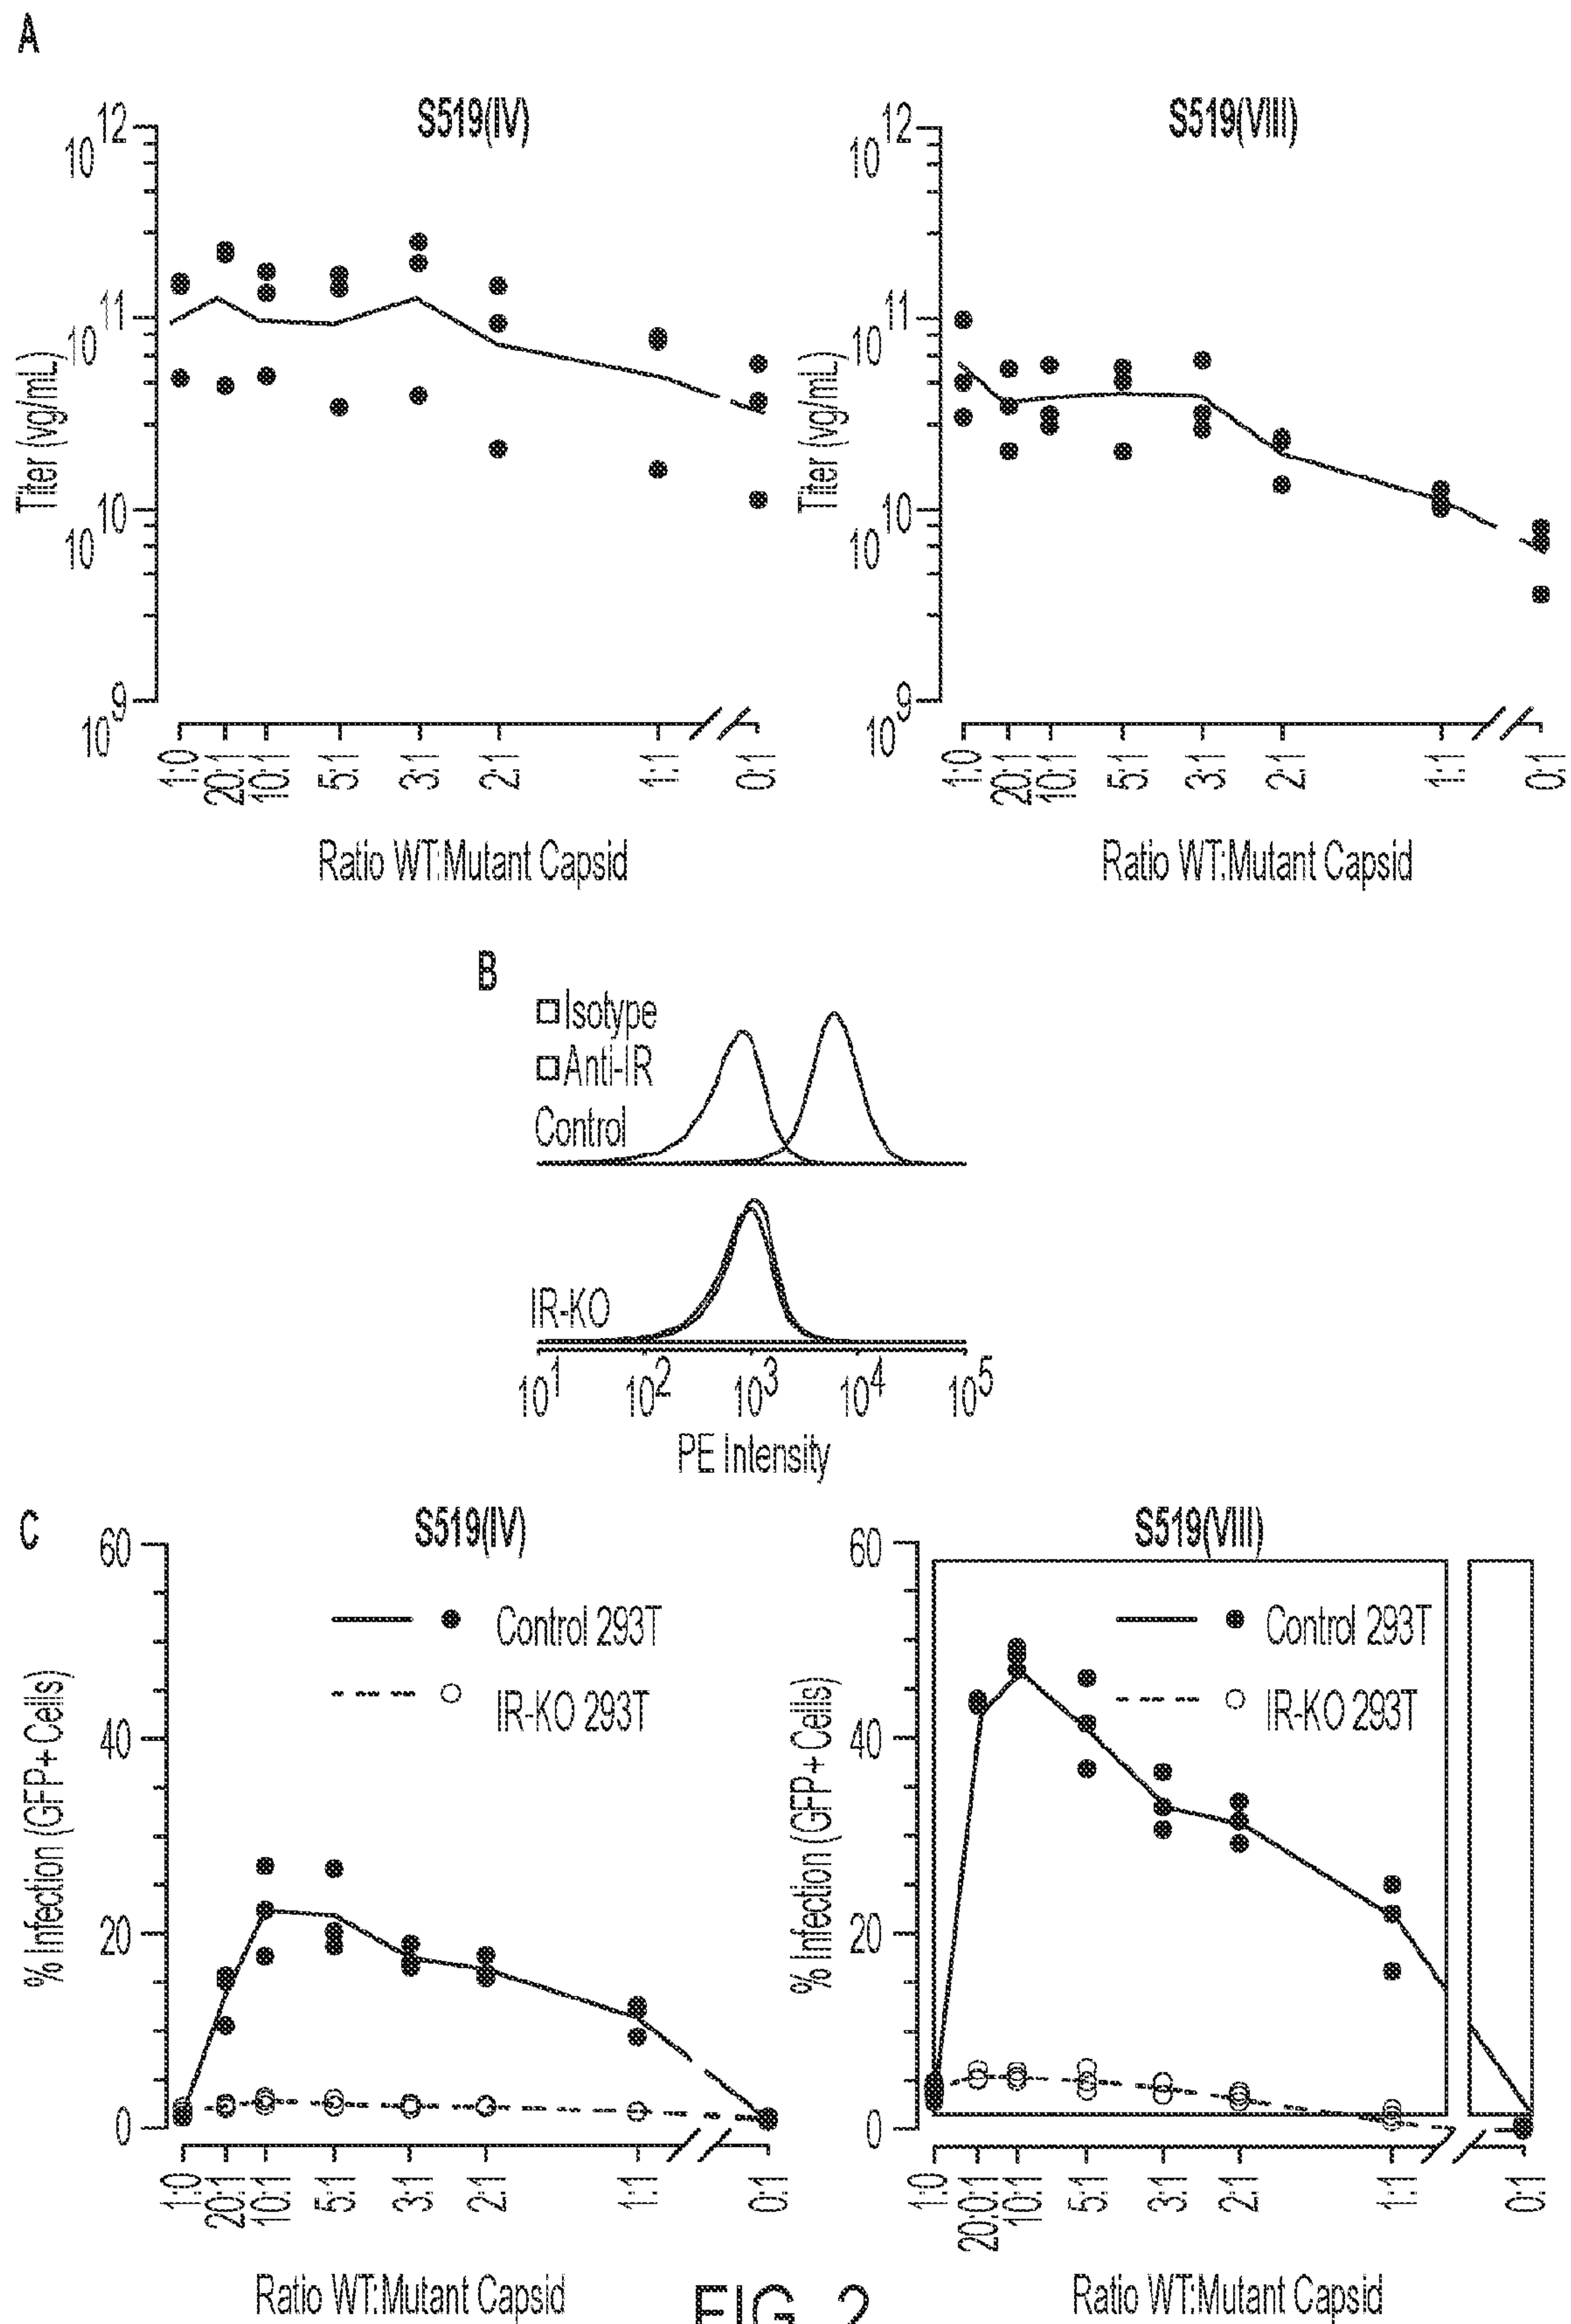 A
S519(IV)
10^12
10^11
10^10
10^9
Titer (vg/mL)
1:0
20:1
10:1
5:1
3:1
2:1
1:1
0:1
Ratio WT:Mutant Capsid
S519(VIII)
10^12
10^11
10^10
10^9
Titer (vg/mL)
1:0
20:1
10:1
5:1
3:1
2:1
1:1
0:1
Ratio WT:Mutant Capsid
B
Isotype
Anti-IR
Control
IR-KO
10^1
10^2
10^3
10^4
10^5
PE Intensity
C
S519(IV)
60
40
20
0
% Infection (GFP+ Cells)
Control 293T
IR-KO 293T
1:0
20:1
10:1
5:1
3:1
2:1
1:1
0:1
Ratio WT:Mutant Capsid
S519(VIII)
60
40
20
0
% Infection (GFP+ Cells)
Control 293T
IR-KO 293T
1:0
20:0:1
10:1
5:1
3:1
2:1
1:1
0:1
Ratio WT:Mutant Capsid
FIG. 2